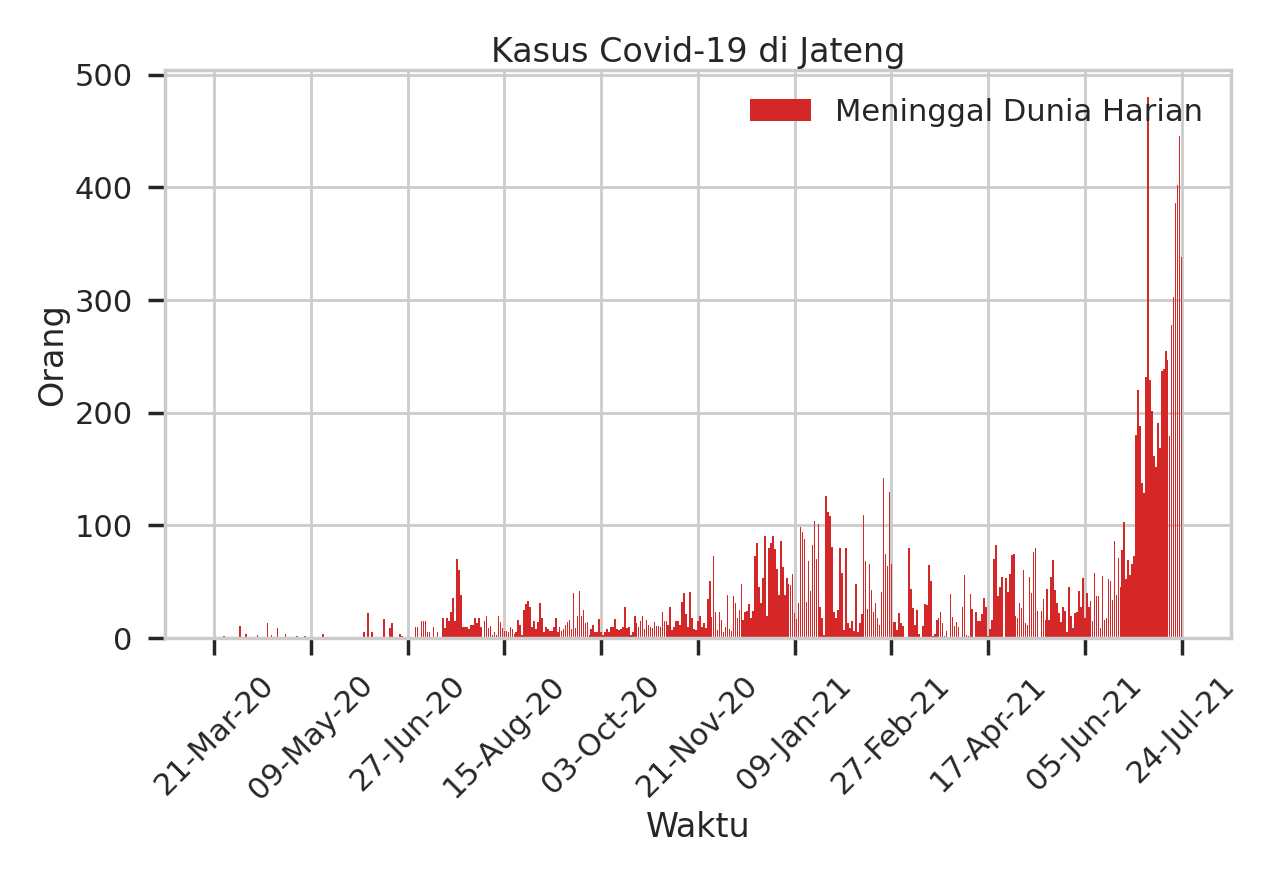 Kasus Covid-19 di Jateng
500
400
300
200
100
0
Orang
Meninggal Dunia Harian
21-Mar-20
09-May-20
27-Jun-20
15-Aug-20
03-Oct-20
21-Nov-20
09-Jan-21
27-Feb-21
17-Apr-21
05-Jun-21
24-Jul-21
Waktu